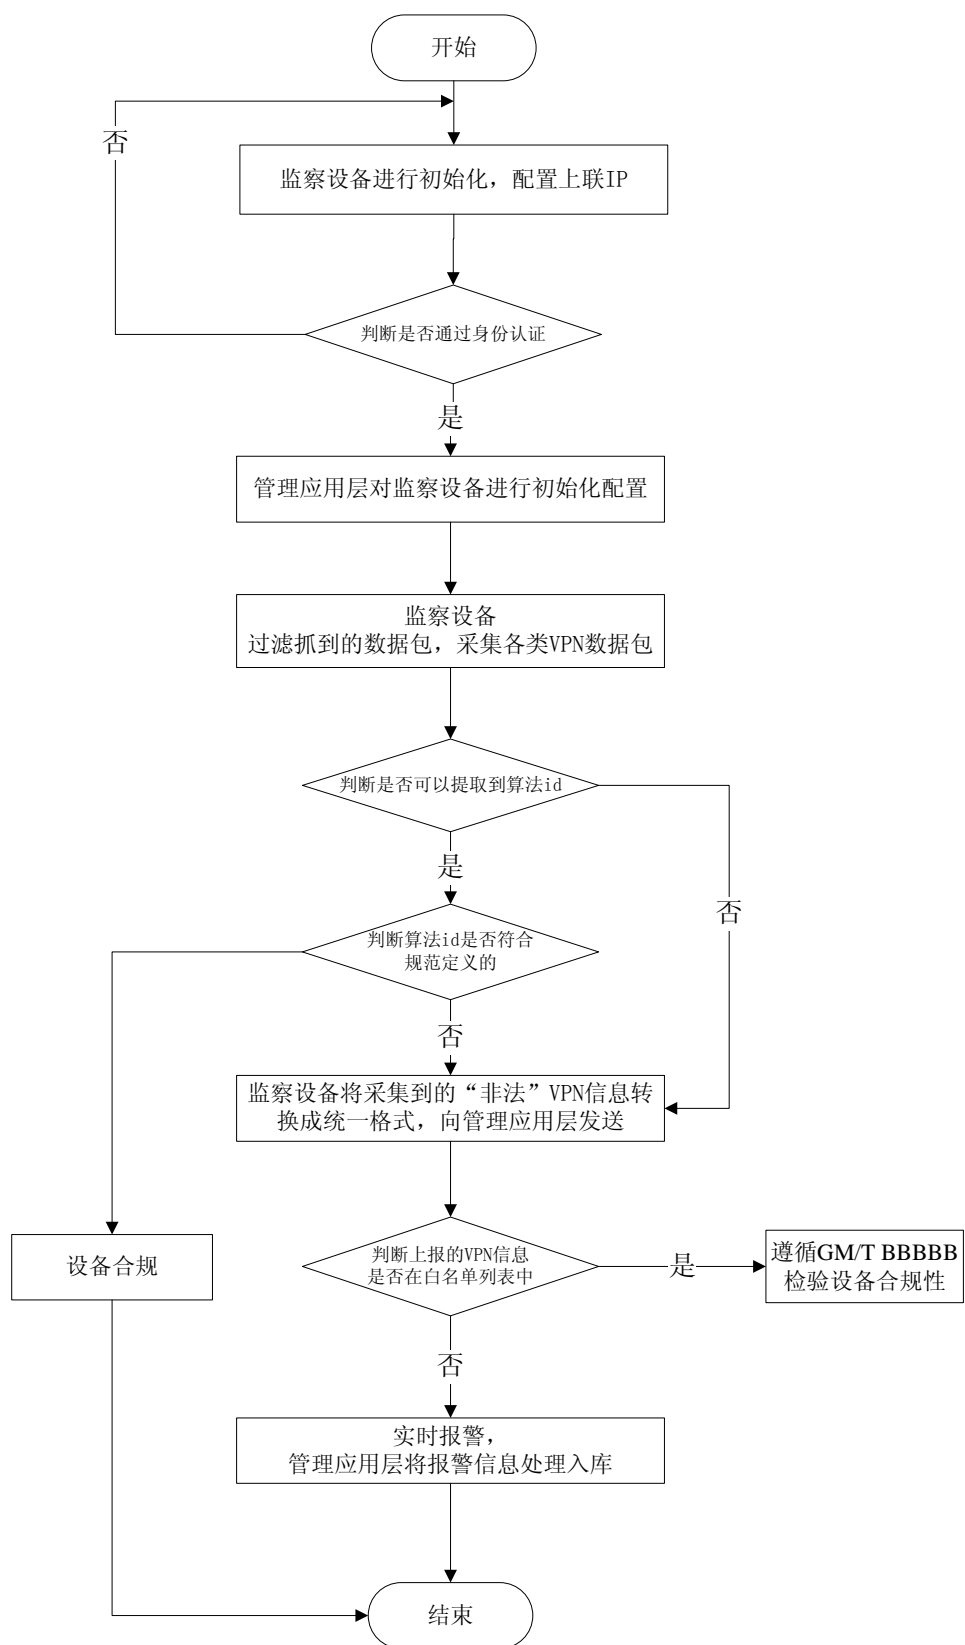 开始
否
监察设备进行初始化，配置上联IP
判断是否通过身份认证
是
管理应用层对监察设备进行初始化配置
监察设备
过滤抓到的数据包，采集各类VPN数据包
判断是否可以提取到算法id
是
否
判断算法id是否符合
规范定义的
否
监察设备将采集到的“非法”VPN信息转
换成统一格式，向管理应用层发送
设备合规
判断上报的VPN信息
是否在白名单列表中
是
遵循GM/T BBBBB
检验设备合规性
否
实时报警，
管理应用层将报警信息处理入库
结束